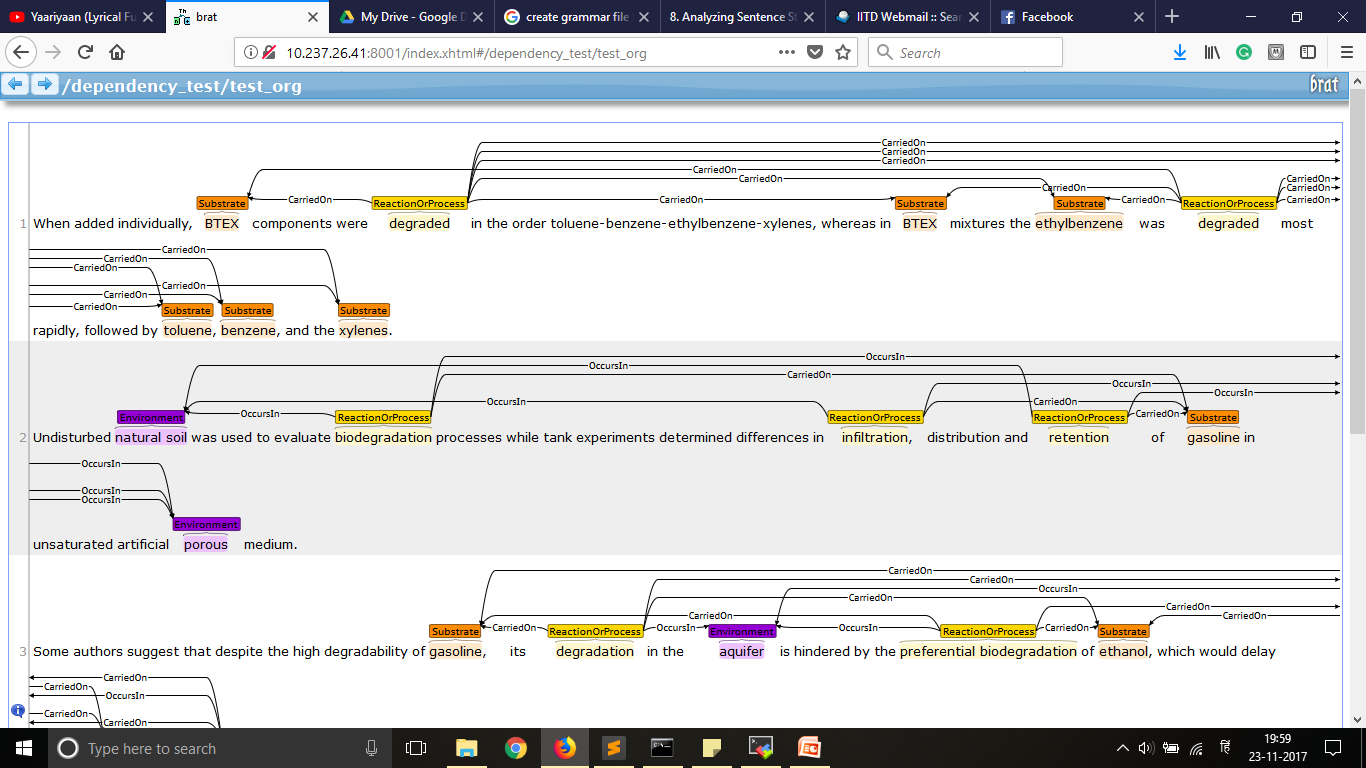 Yaariyaan (Lyrical Fu
brat
My Drive - Google D
create grammar file
8. Analyzing Sentence St
IITD Webmail :: Sear
Facebook
10.237.26.41:8001/index.xhtml#/dependency_test/test_org
Search
/dependency_test/test_org
brat
CarriedOn
CarriedOn
CarriedOn
CarriedOn
CarriedOn CarriedOn
CarriedOn CarriedOn
Substrate CarriedOn ReactionOrProcess CarriedOn Substrate Substrate CarriedOn ReactionOrProcess CarriedOn
1 When added individually, BTEX components were degraded in the order toluene-benzene-ethylbenzene-xylenes, whereas in BTEX mixtures the ethylbenzene was degraded most
CarriedOn
CarriedOn
CarriedOn
CarriedOn
CarriedOn
CarriedOn Substrate Substrate Substrate
rapidly, followed by toluene, benzene, and the xylenes.
OccursIn
OccursIn
CarriedOn
OccursIn
OccursIn
OccursIn CarriedOn
Environment OccursIn ReactionOrProcess ReactionOrProcess ReactionOrProcess CarriedOn Substrate
2 Undisturbed natural soil was used to evaluate biodegradation processes while tank experiments determined differences in infiltration, distribution and retention of gasoline in
OccursIn
OccursIn
OccursIn
Environment
unsaturated artificial porous medium.
CarriedOn
CarriedOn
OccursIn
CarriedOn
CarriedOn
CarriedOn CarriedOn
Substrate CarriedOn ReactionOrProcess OccursIn Environment OccursIn ReactionOrProcess CarriedOn Substrate
3 Some authors suggest that despite the high degradability of gasoline, its degradation in the aquifer is hindered by the preferential biodegradation of ethanol, which would delay
CarriedOn
CarriedOn
OccursIn
CarriedOn
CarriedOn
Type here to search
हि
19:59
23-11-2017